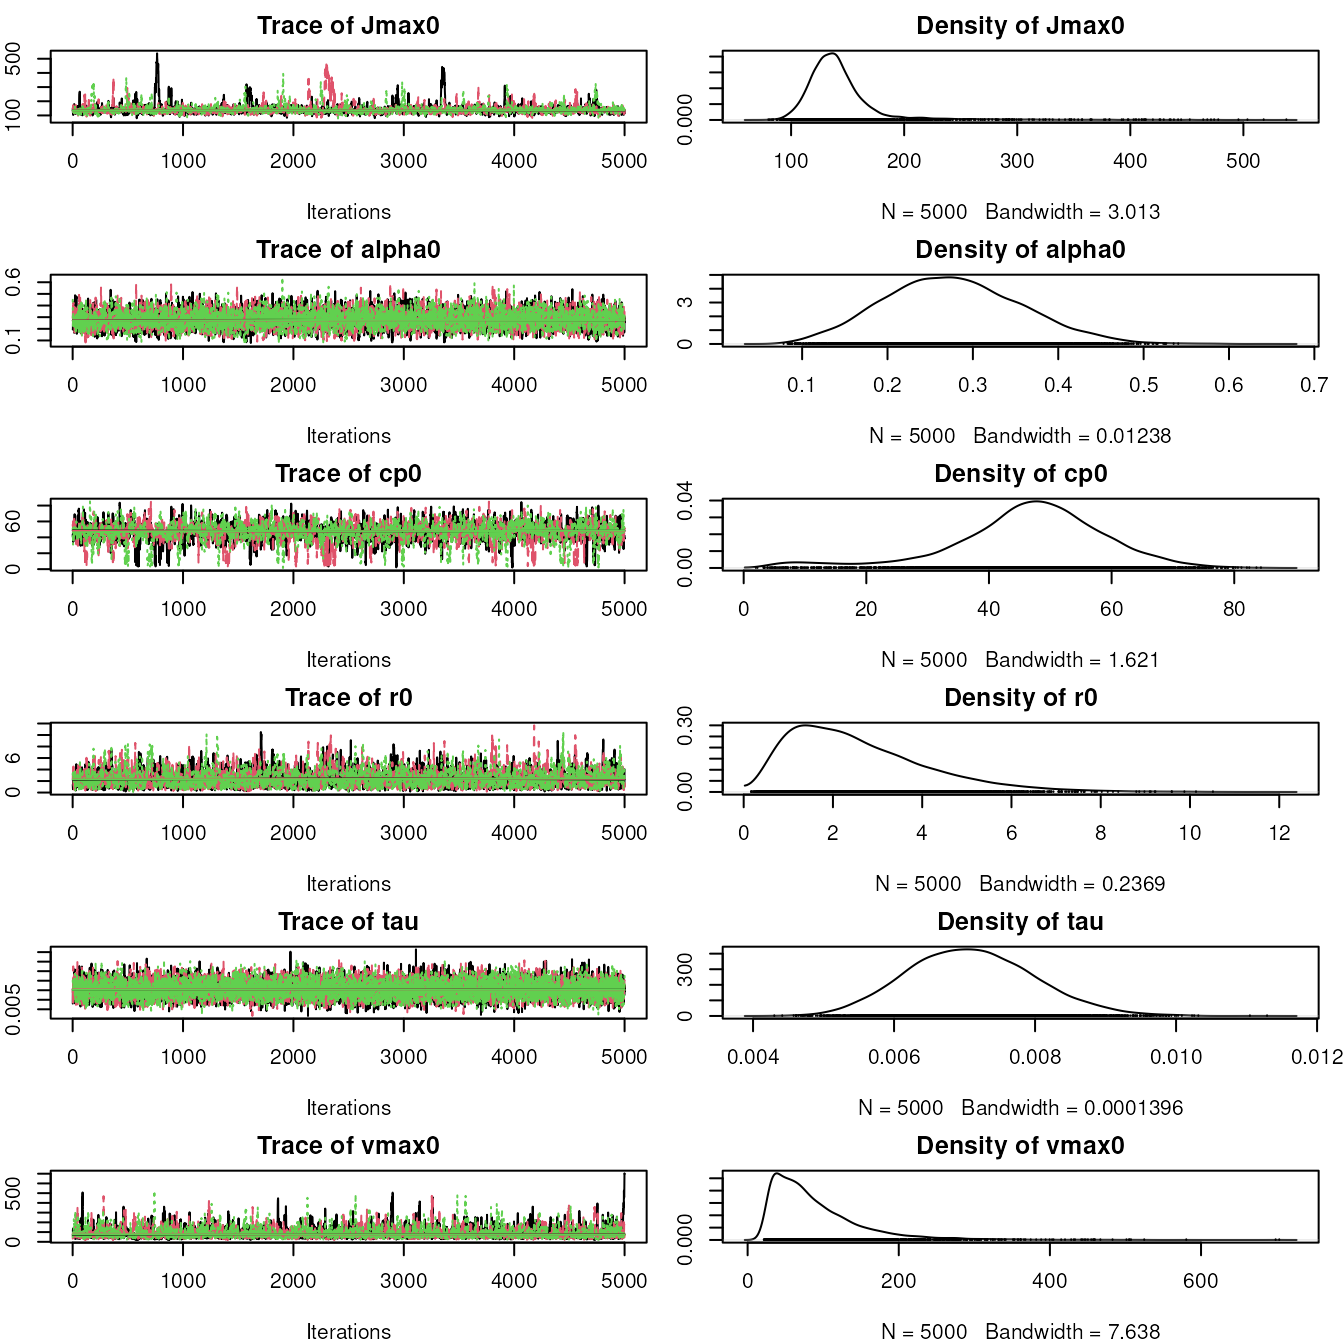 Trace of Jmax0
Density of Jmax0
500
100
0 1000 2000 3000 4000 5000
Iterations
0.000
100 200 300 400 500
N = 5000 Bandwidth = 3.013
Trace of alpha0
Density of alpha0
0.6
0.1
0 1000 2000 3000 4000 5000
Iterations
3
0
0.1 0.2 0.3 0.4 0.5 0.6 0.7
N = 5000 Bandwidth = 0.01238
Trace of cp0
Density of cp0
60
0
0 1000 2000 3000 4000 5000
Iterations
0.04
0.00
0 20 40 60 80
N = 5000 Bandwidth = 1.621
Trace of r0
Density of r0
6
0
0 1000 2000 3000 4000 5000
Iterations
0.30
0.00
0 2 4 6 8 10 12
N = 5000 Bandwidth = 0.2369
Trace of tau
Density of tau
0.005
0 1000 2000 3000 4000 5000
Iterations
300
0
0.004 0.006 0.008 0.010 0.012
N = 5000 Bandwidth = 0.0001396
Trace of vmax0
Density of vmax0
500
0
0 1000 2000 3000 4000 5000
Iterations
0.000
0 200 400 600
N = 5000 Bandwidth = 7.638